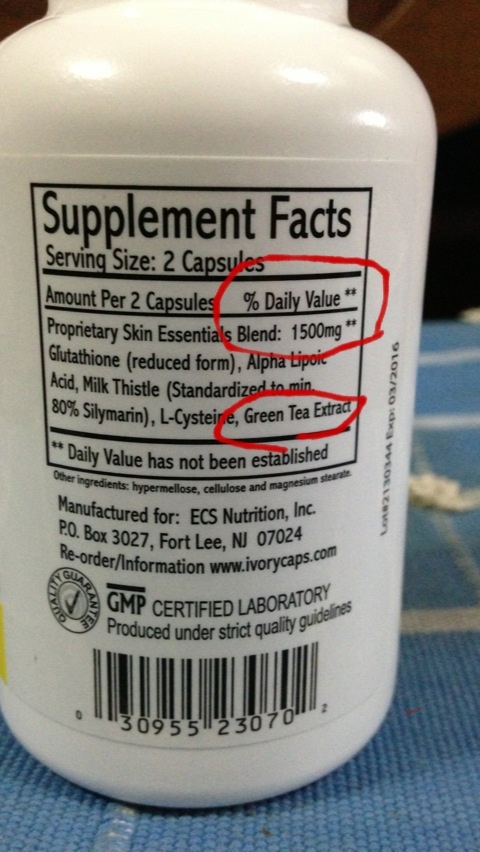 Supplement Facts
Serving Size: 2 Capsules
Amount Per 2 Capsules % Daily Value **
Proprietary Skin Essentials Blend: 1500mg **
Glutathione (reduced form), Alpha Lipoic
Acid, Milk Thistle (Standardized to min.
80% Silymarin), L-Cysteine, Green Tea Extract
** Daily Value has not been established
Other ingredients: hypermellose, cellulose and magnesium stearate.
Manufactured for: ECS Nutrition, Inc.
P.O. Box 3027, Fort Lee, NJ 07024
Re-order/Information www.ivorycaps.com
QUALITY GUARANTEE
GMP CERTIFIED LABORATORY
Produced under strict quality guidelines
0 30955 23070 2
Lot#2130344 Exp: 03/2016